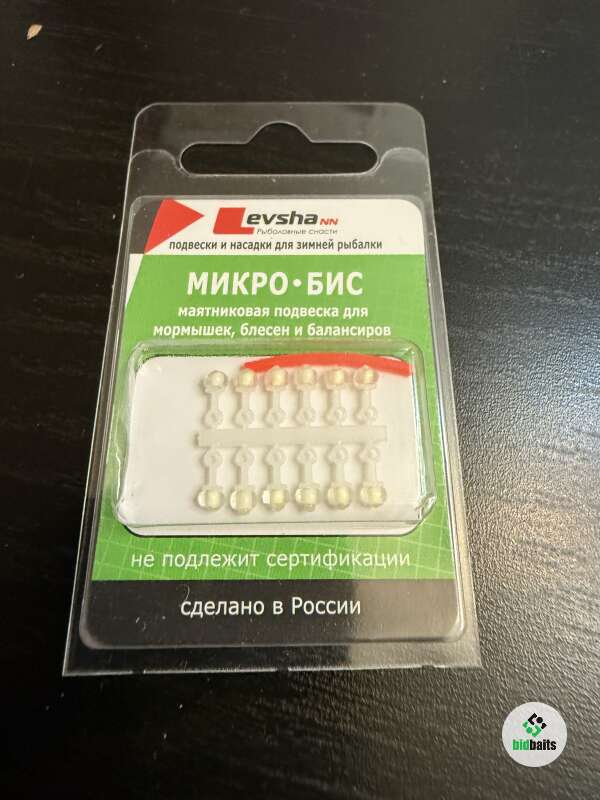 Levsha NN
Рыболовные снасти
подвески и насадки для зимней рыбалки
МИКРО•БИС
маятниковая подвеска для
мормышек, блесен и балансиров
не подлежит сертификации
сделано в России
bidbaits